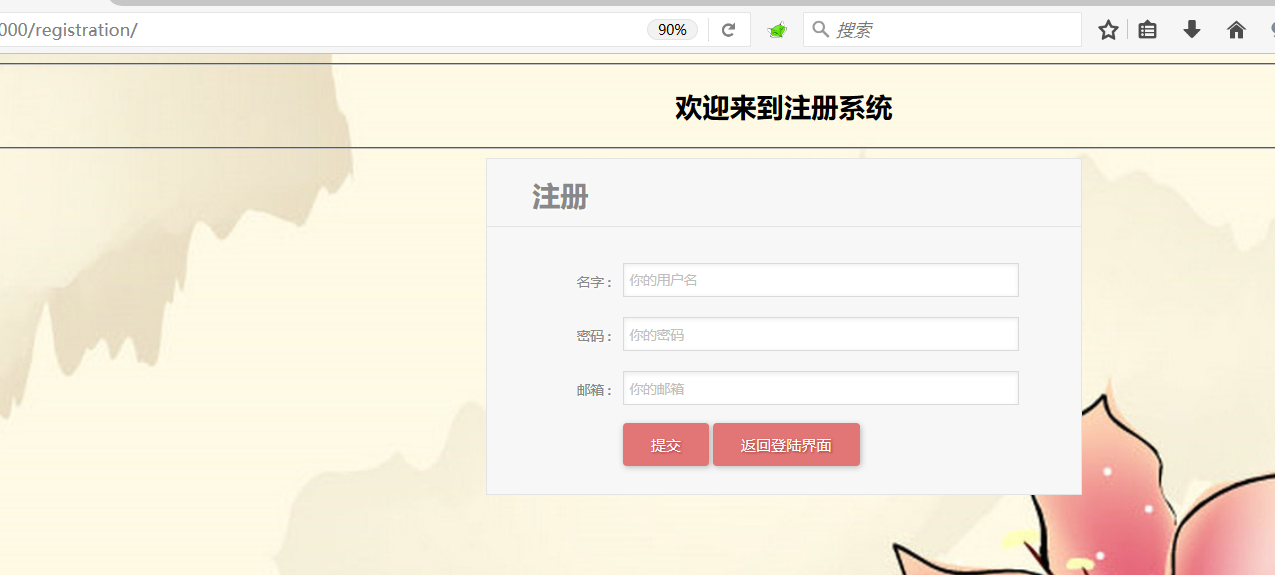 000/registration/
90%
搜索
欢迎来到注册系统
注册
名字 : 你的用户名
密码 : 你的密码
邮箱 : 你的邮箱
提交 返回登陆界面